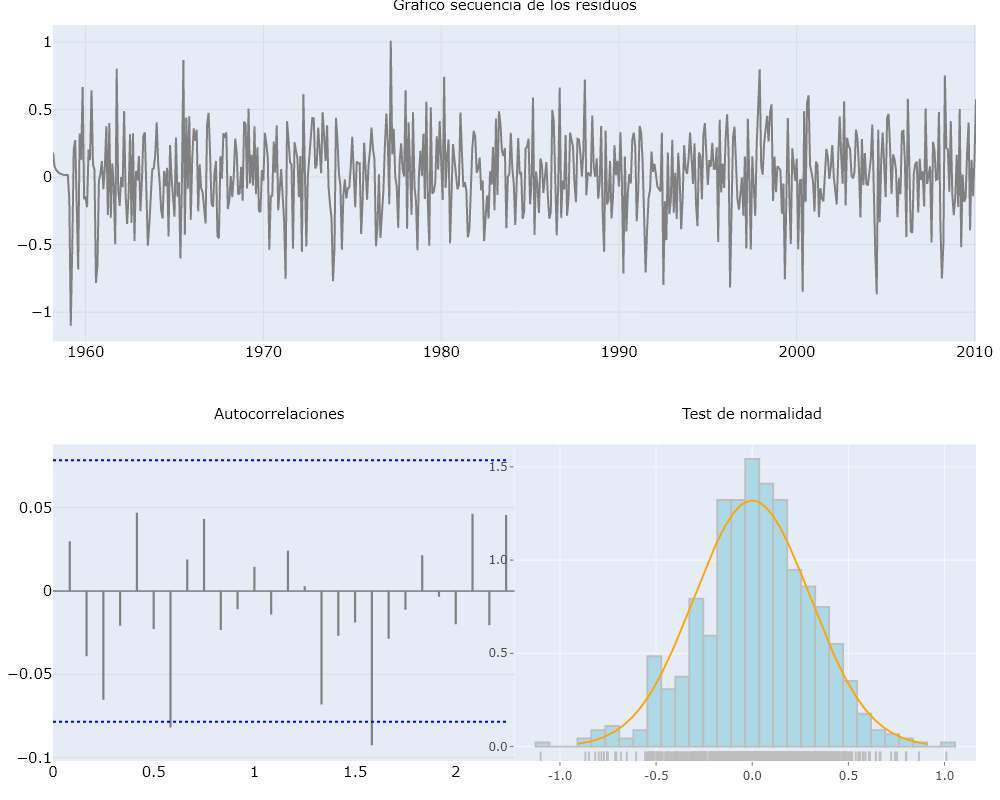 Gráfico secuencia de los residuos
1
0.5
0
−0.5
−1
1960 1970 1980 1990 2000 2010
Autocorrelaciones
0.05
0
−0.05
−0.1
0 0.5 1 1.5 2
Test de normalidad
1.5
1.0
0.5
0.0
-1.0 -0.5 0.0 0.5 1.0